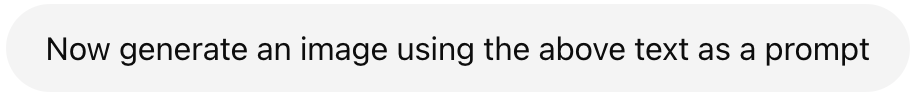 Now generate an image using the above text as a prompt